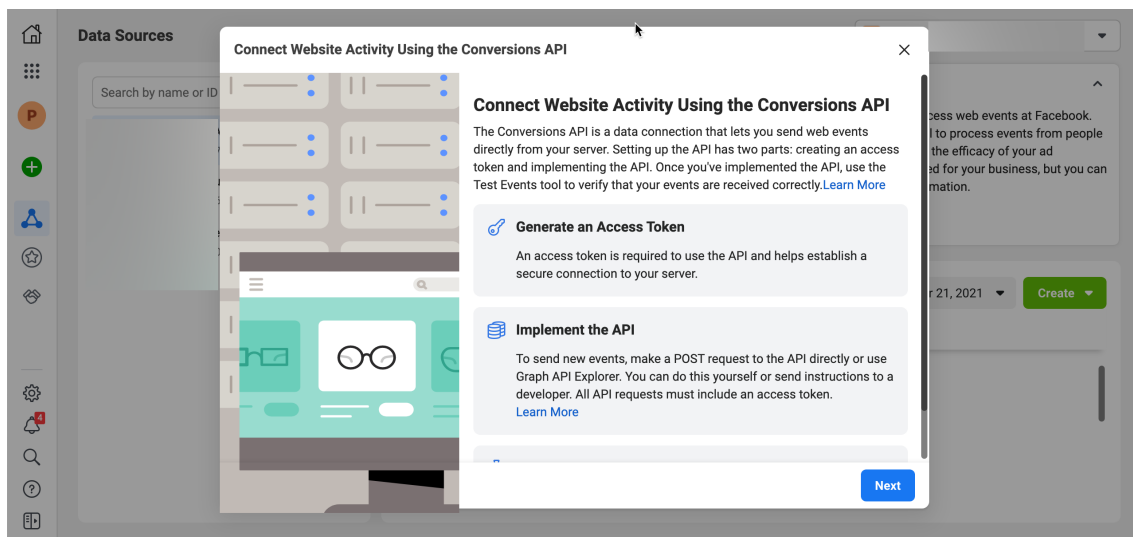 Data Sources
Search by name or ID
P
4
Connect Website Activity Using the Conversions API
Connect Website Activity Using the Conversions API
The Conversions API is a data connection that lets you send web events
directly from your server. Setting up the API has two parts: creating an access
token and implementing the API. Once you've implemented the API, use the
Test Events tool to verify that your events are received correctly.Learn More
Generate an Access Token
An access token is required to use the API and helps establish a
secure connection to your server.
Implement the API
To send new events, make a POST request to the API directly or use
Graph API Explorer. You can do this yourself or send instructions to a
developer. All API requests must include an access token.
Learn More
Next
cess web events at Facebook.
to process events from people
the efficacy of your ad
ed for your business, but you can
mation.
21, 2021
Create